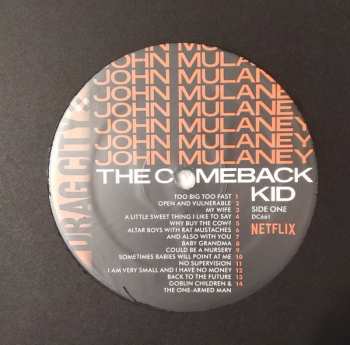 JOHN MULANEY
JOHN MULANEY
JOHN MULANEY
JOHN MULANEY
JOHN MULANEY
JOHN MULANEY
JOHN MULANEY
DRAG CITY
THE COMEBACK
KID
SIDE ONE
DC661
NETFLIX
TOO BIG TOO FAST 1
OPEN AND VULNERABLE 2
MY WIFE 3
A LITTLE SWEET THING I LIKE TO SAY 4
WHY BUY THE COW? 5
ALTAR BOYS WITH RAT MUSTACHES 6
AND ALSO WITH YOU 7
BABY GRANDMA 8
COULD BE A NURSERY 9
SOMETIMES BABIES WILL POINT AT ME 10
NO SUPERVISION 11
I AM VERY SMALL AND I HAVE NO MONEY 12
BACK TO THE FUTURE 13
GOBLIN CHILDREN & 14
THE ONE-ARMED MAN